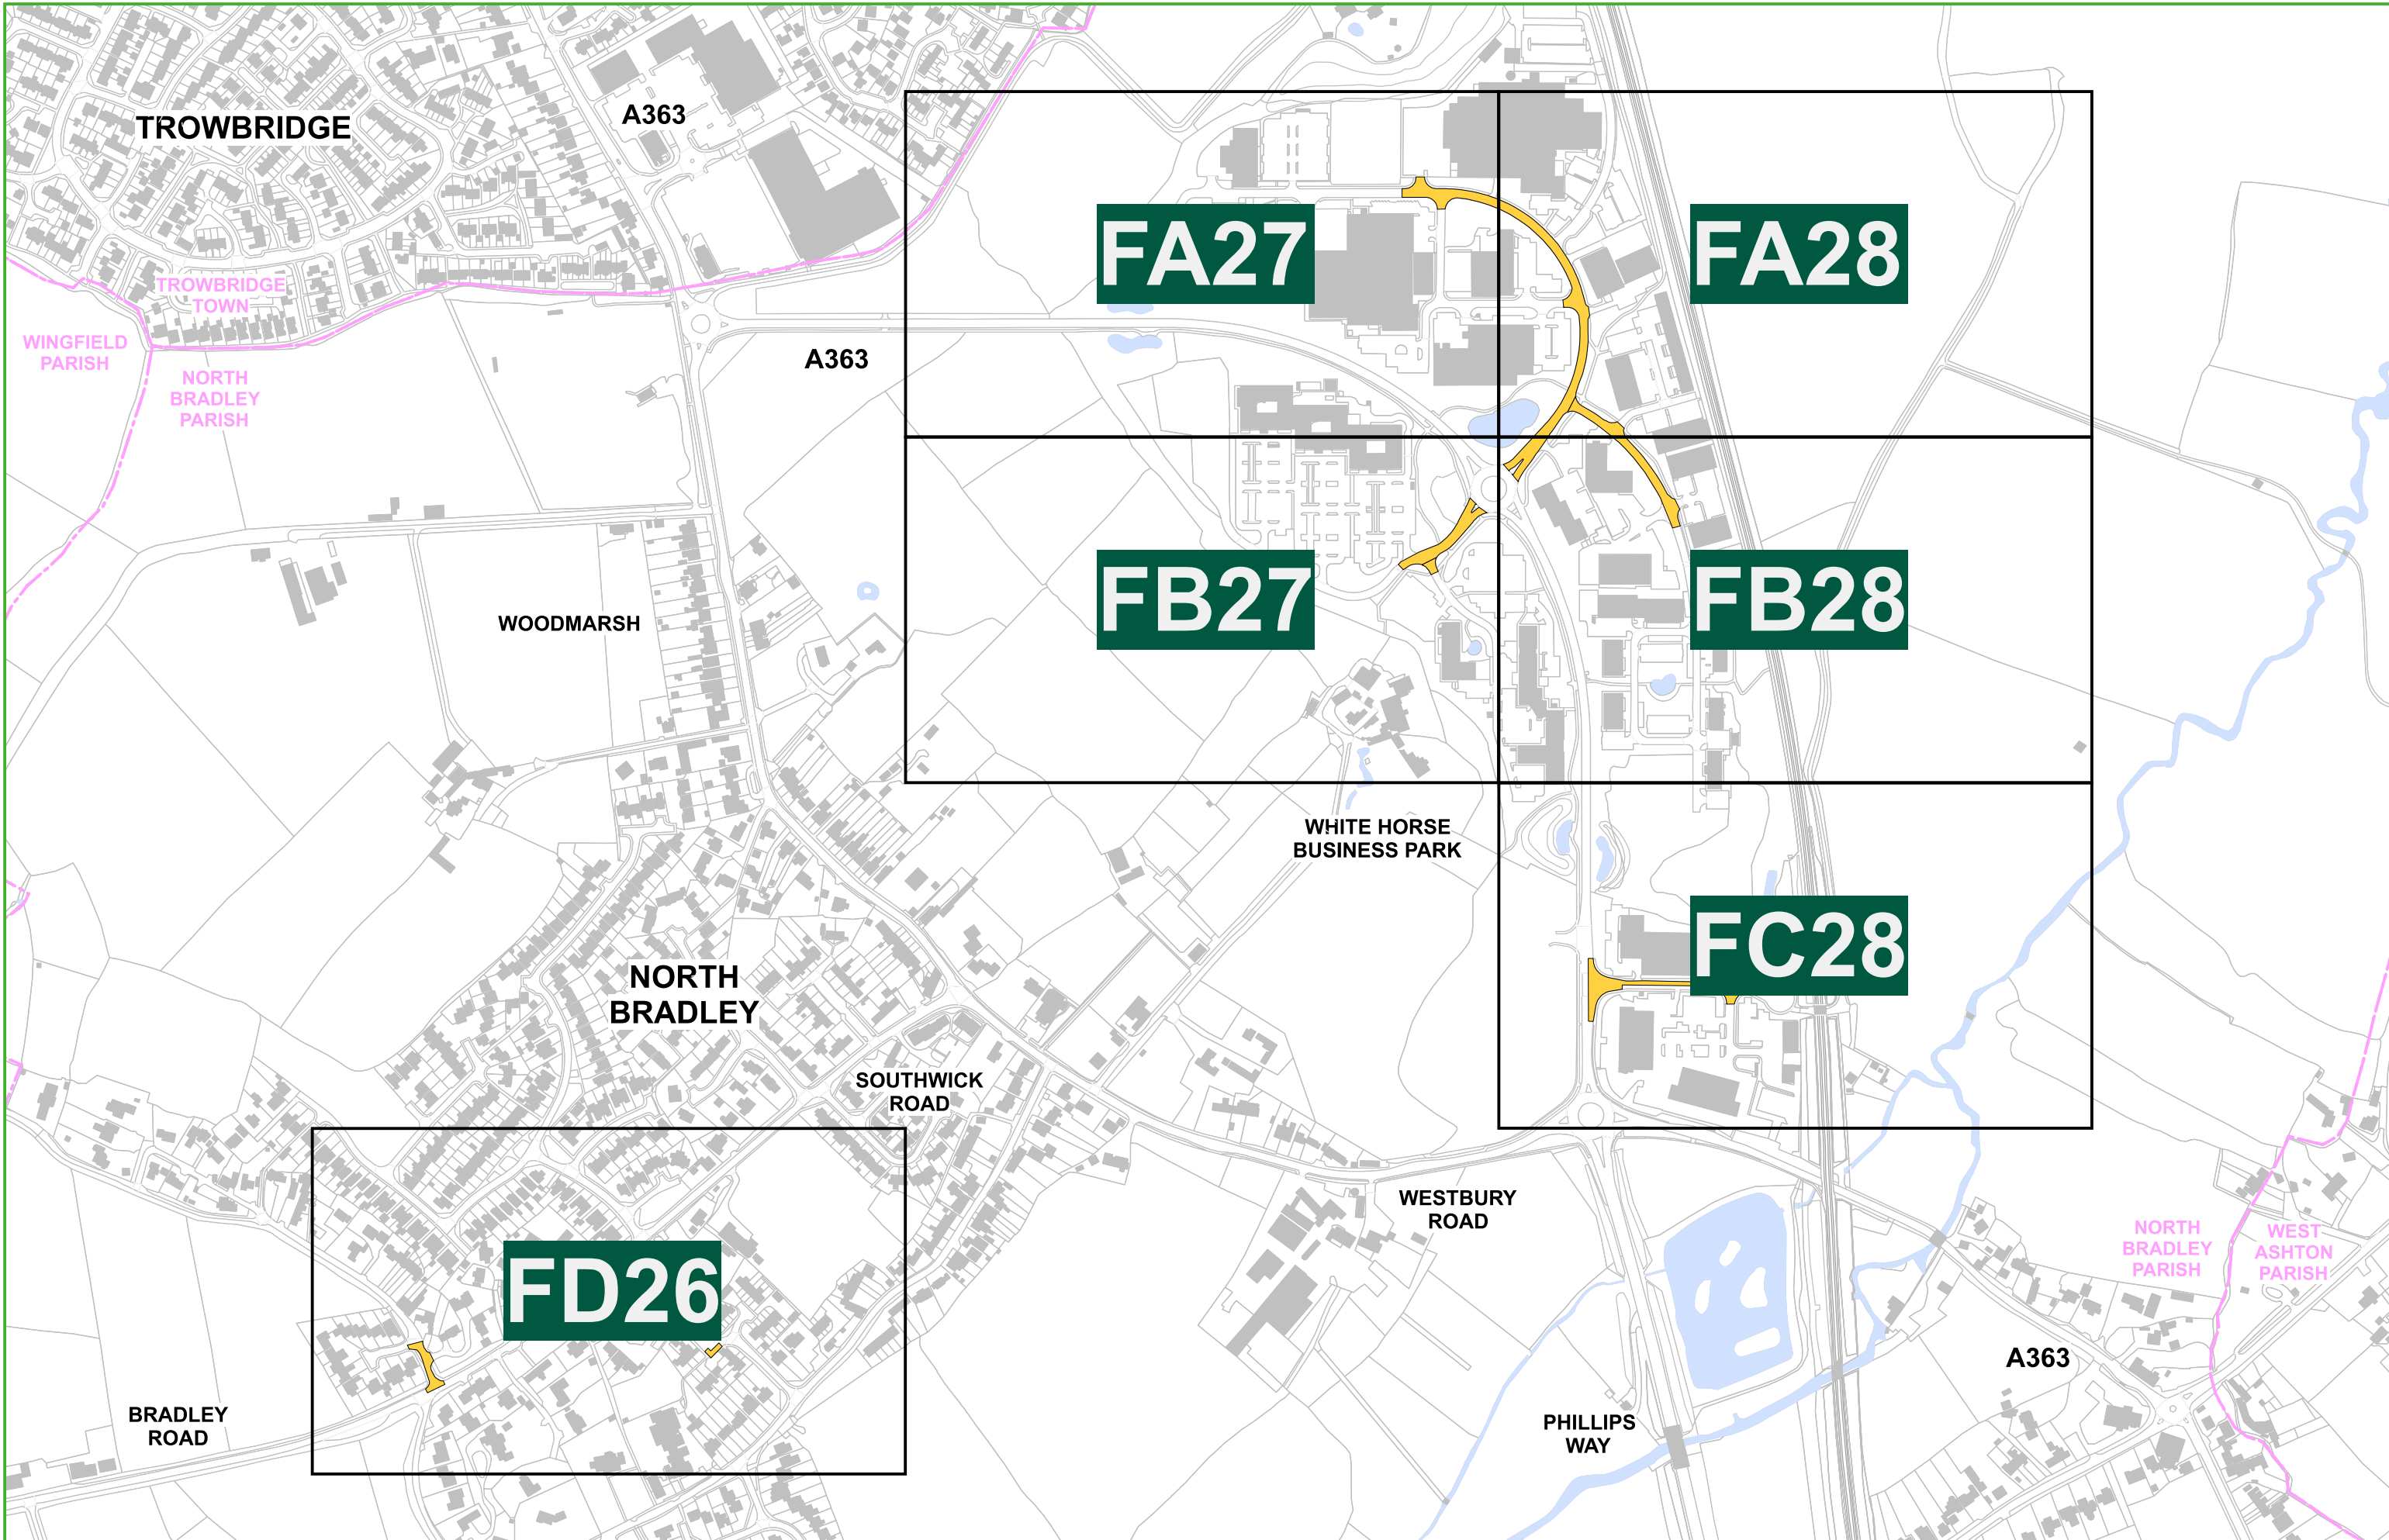 A363
TROWBRIDGE
FA27
FA28
TROWBRIDGE
TOWN
WINGFIELD
PARISH
A363
NORTH
BRADLEY
PARISH
FB27
FB28
WOODMARSH
WHITE HORSE
BUSINESS PARK
FC28
NORTH
BRADLEY
SOUTHWICK
ROAD
WESTBURY
ROAD
NORTH
BRADLEY
PARISH
WEST
ASHTON
PARISH
FD26
A363
BRADLEY
ROAD
PHILLIPS
WAY